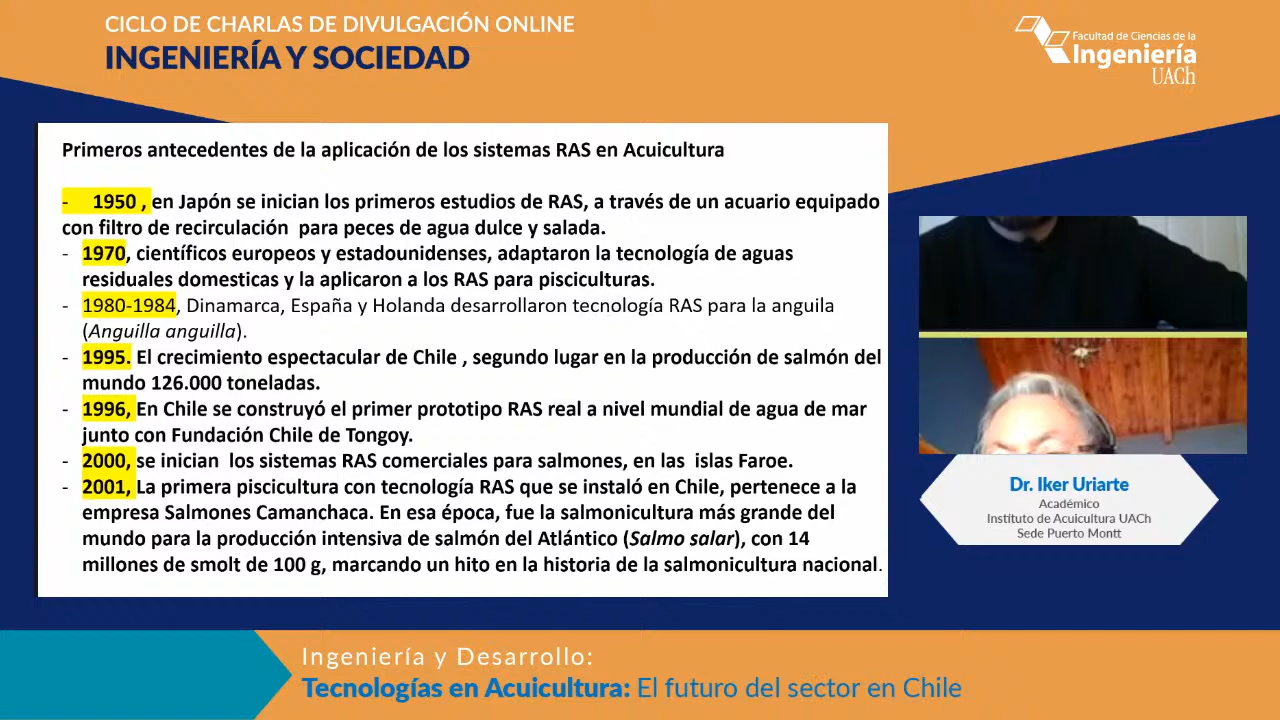 CICLO DE CHARLAS DE DIVULGACIÓN ONLINE
INGENIERÍA Y SOCIEDAD
Facultad de Ciencias de la
Ingeniería
UACh
Primeros antecedentes de la aplicación de los sistemas RAS en Acuicultura
- 1950 , en Japón se inician los primeros estudios de RAS, a través de un acuario equipado
con filtro de recirculación para peces de agua dulce y salada.
- 1970, científicos europeos y estadounidenses, adaptaron la tecnología de aguas
residuales domesticas y la aplicaron a los RAS para pisciculturas.
- 1980-1984, Dinamarca, España y Holanda desarrollaron tecnología RAS para la anguila
(Anguilla anguilla).
- 1995. El crecimiento espectacular de Chile , segundo lugar en la producción de salmón del
mundo 126.000 toneladas.
- 1996, En Chile se construyó el primer prototipo RAS real a nivel mundial de agua de mar
junto con Fundación Chile de Tongoy.
- 2000, se inician los sistemas RAS comerciales para salmones, en las islas Faroe.
- 2001, La primera piscicultura con tecnología RAS que se instaló en Chile, pertenece a la
empresa Salmones Camanchaca. En esa época, fue la salmonicultura más grande del
mundo para la producción intensiva de salmón del Atlántico (Salmo salar), con 14
millones de smolt de 100 g, marcando un hito en la historia de la salmonicultura nacional.
Dr. Iker Uriarte
Académico
Instituto de Acuicultura UACh
Sede Puerto Montt
Ingeniería y Desarrollo:
Tecnologías en Acuicultura: El futuro del sector en Chile